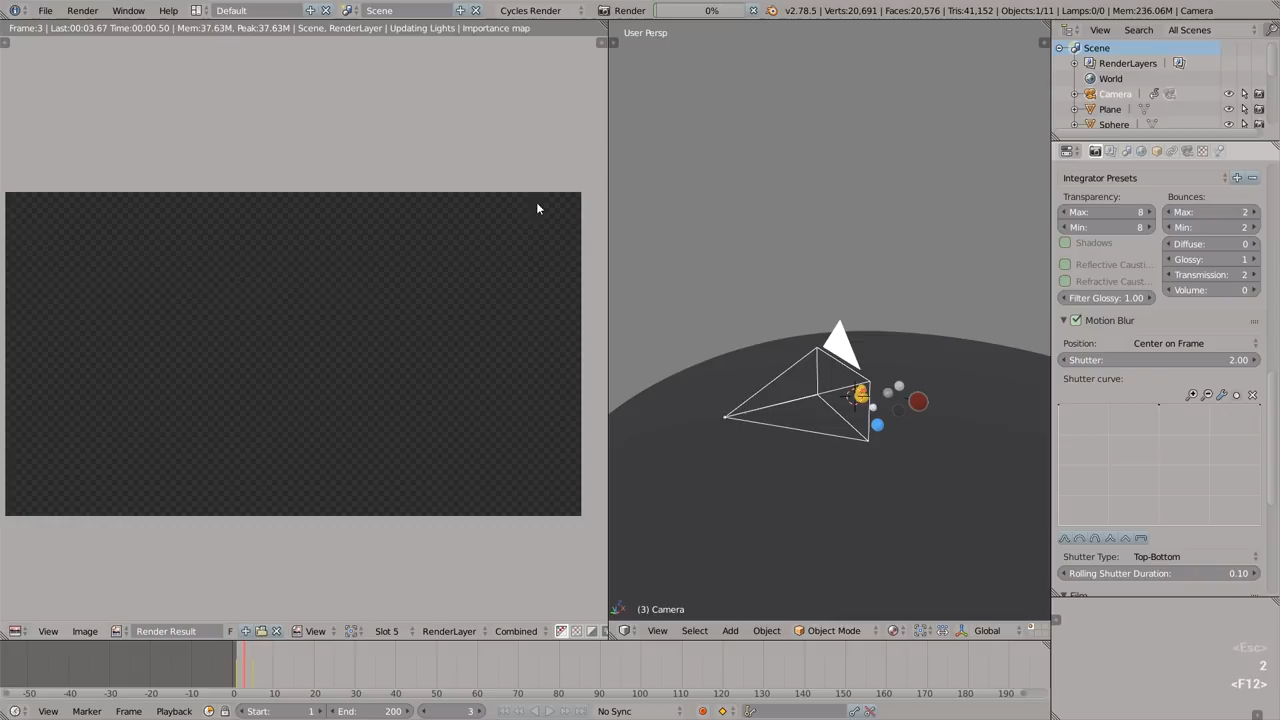 File Render Window Help Default Scene Cycles Render Render 0% v2.78.5 | Verts:20,691 | Faces:20,576 | Tris:41,152 | Objects:1/11 | Lamps:0/0 | Mem:236.06M | Camera
Frame:3 | Last:00:03.67 Time:00:00.50 | Mem:37.63M, Peak:37.63M | Scene, RenderLayer | Updating Lights | Importance map
User Persp
View Search All Scenes
Scene
RenderLayers
World
Camera
Plane
Sphere
Integrator Presets
Transparency: Bounces:
Max: 8 Max: 2
Min: 8 Min: 2
Shadows Diffuse: 0
Reflective Causti... Glossy: 1
Refractive Caust... Transmission: 2
Filter Glossy: 1.00 Volume: 0
Motion Blur
Position: Center on Frame
Shutter: 2.00
Shutter curve:
Shutter Type: Top-Bottom
Rolling Shutter Duration: 0.10
(3) Camera
View Image Render Result F View Slot 5 RenderLayer Combined
View Select Add Object Object Mode Global
<Esc>
2
<F12>
-50 -40 -30 -20 -10 0 10 20 30 40 50 60 70 80 90 100 110 120 130 140 150 160 170 180 190
View Marker Frame Playback Start: 1 End: 200 3 No Sync